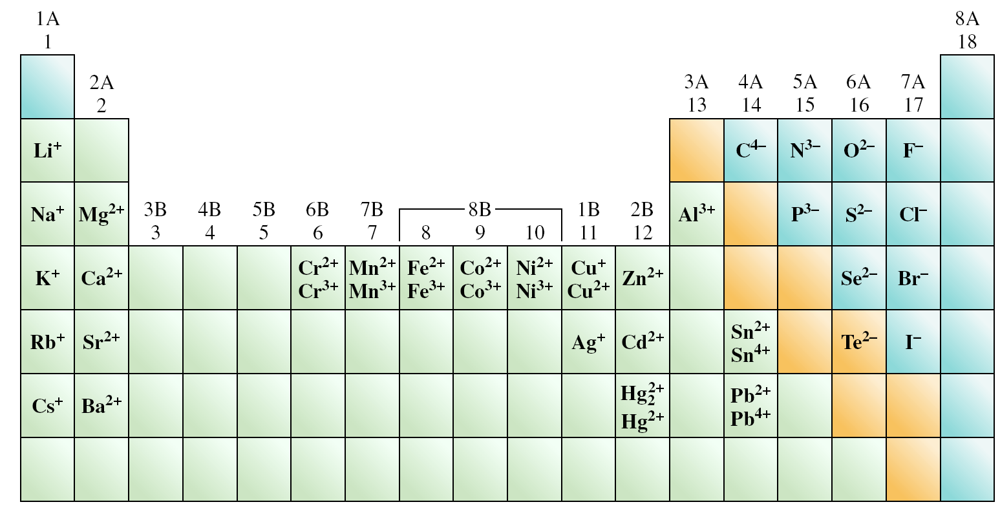 1A 8A
1 18
2A 3A 4A 5A 6A 7A
2 13 14 15 16 17
Li⁺ C⁴⁻ N³⁻ O²⁻ F⁻
3B 4B 5B 6B 7B 8B 1B 2B
3 4 5 6 7 8 9 10 11 12
Na⁺ Mg²⁺ Al³⁺ P³⁻ S²⁻ Cl⁻
K⁺ Ca²⁺ Cr²⁺ Mn²⁺ Fe²⁺ Co²⁺ Ni²⁺ Cu⁺ Zn²⁺ Se²⁻ Br⁻
Cr³⁺ Mn³⁺ Fe³⁺ Co³⁺ Ni³⁺ Cu²⁺
Rb⁺ Sr²⁺ Ag⁺ Cd²⁺ Sn²⁺ Te²⁻ I⁻
Sn⁴⁺
Cs⁺ Ba²⁺ Hg₂²⁺ Pb²⁺
Hg²⁺ Pb⁴⁺